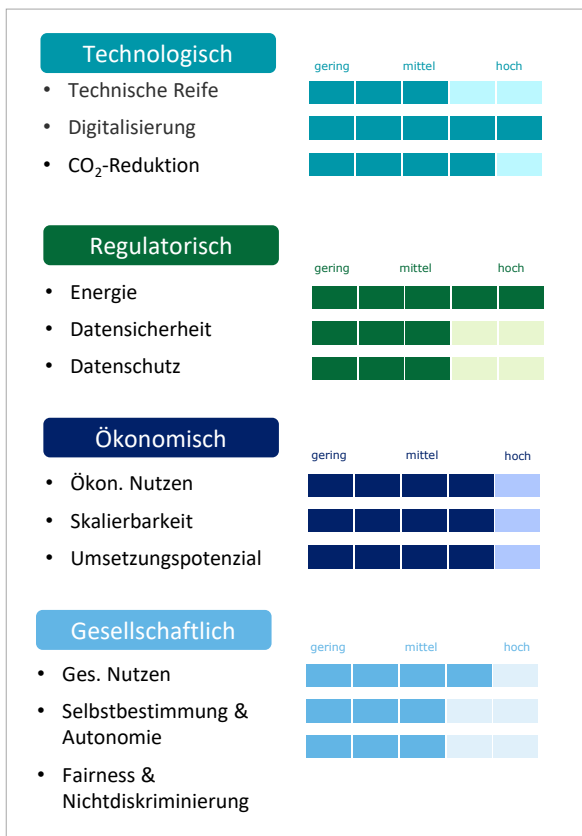 Technologisch
gering mittel hoch
• Technische Reife
• Digitalisierung
• CO₂-Reduktion
Regulatorisch
gering mittel hoch
• Energie
• Datensicherheit
• Datenschutz
Ökonomisch
gering mittel hoch
• Ökon. Nutzen
• Skalierbarkeit
• Umsetzungspotenzial
Gesellschaftlich
gering mittel hoch
• Ges. Nutzen
• Selbstbestimmung &
Autonomie
• Fairness &
Nichtdiskriminierung